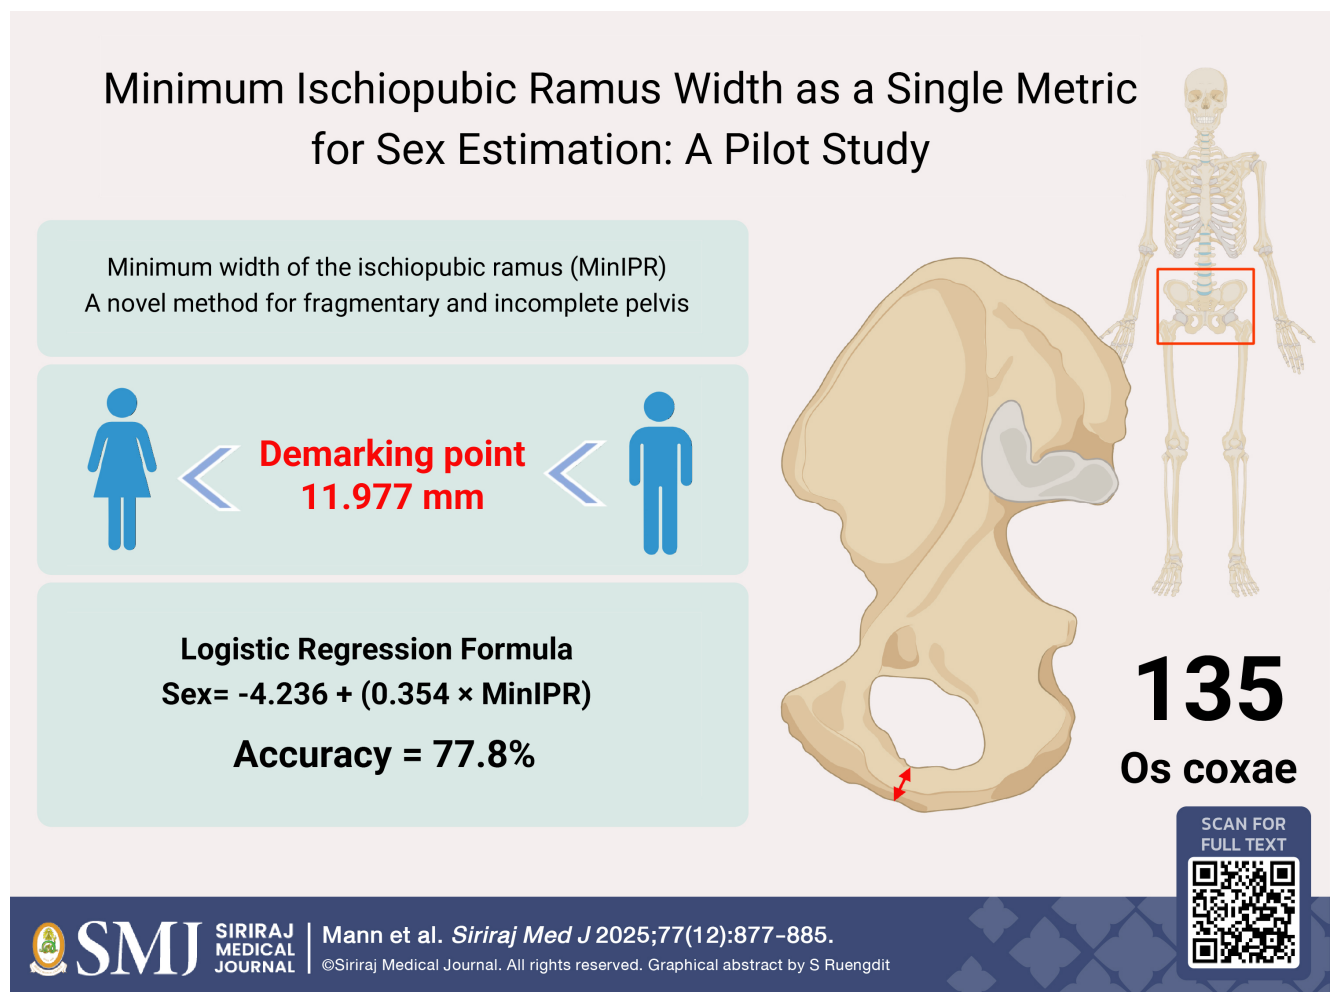 Minimum Ischiopubic Ramus Width as a Single Metric
for Sex Estimation: A Pilot Study
Minimum width of the ischiopubic ramus (MinIPR)
A novel method for fragmentary and incomplete pelvis
Demarking point
11.977 mm
Logistic Regression Formula
Sex= -4.236 + (0.354 × MinIPR)
Accuracy = 77.8%
135
Os coxae
SCAN FOR
FULL TEXT
SMJ
SIRIRAJ
MEDICAL
JOURNAL
Mann et al. Siriraj Med J 2025;77(12):877-885.
©Siriraj Medical Journal. All rights reserved. Graphical abstract by S Ruengdit